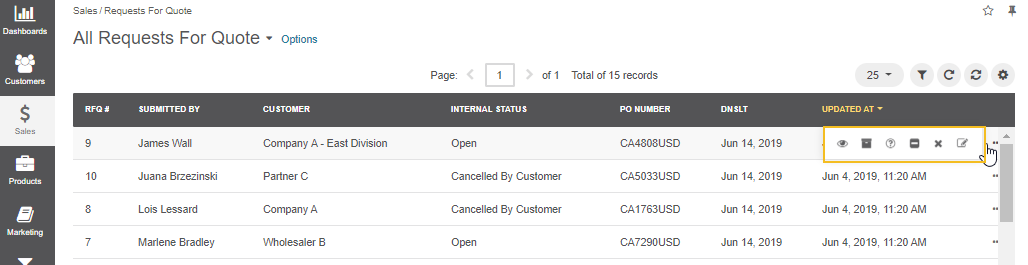 Dashboards
Customers
Sales
Products
Marketing
Sales / Requests For Quote
All Requests For Quote Options
Page: 1 of 1 Total of 15 records 25
RFQ # SUBMITTED BY CUSTOMER INTERNAL STATUS PO NUMBER DNSLT UPDATED AT
9 James Wall Company A - East Division Open CA4808USD Jun 14, 2019
10 Juana Brzezinski Partner C Cancelled By Customer CA5033USD Jun 14, 2019 Jun 4, 2019, 11:20 AM
8 Lois Lessard Company A Cancelled By Customer CA1763USD Jun 14, 2019 Jun 4, 2019, 11:20 AM
7 Marlene Bradley Wholesaler B Open CA7290USD Jun 14, 2019 Jun 4, 2019, 11:20 AM